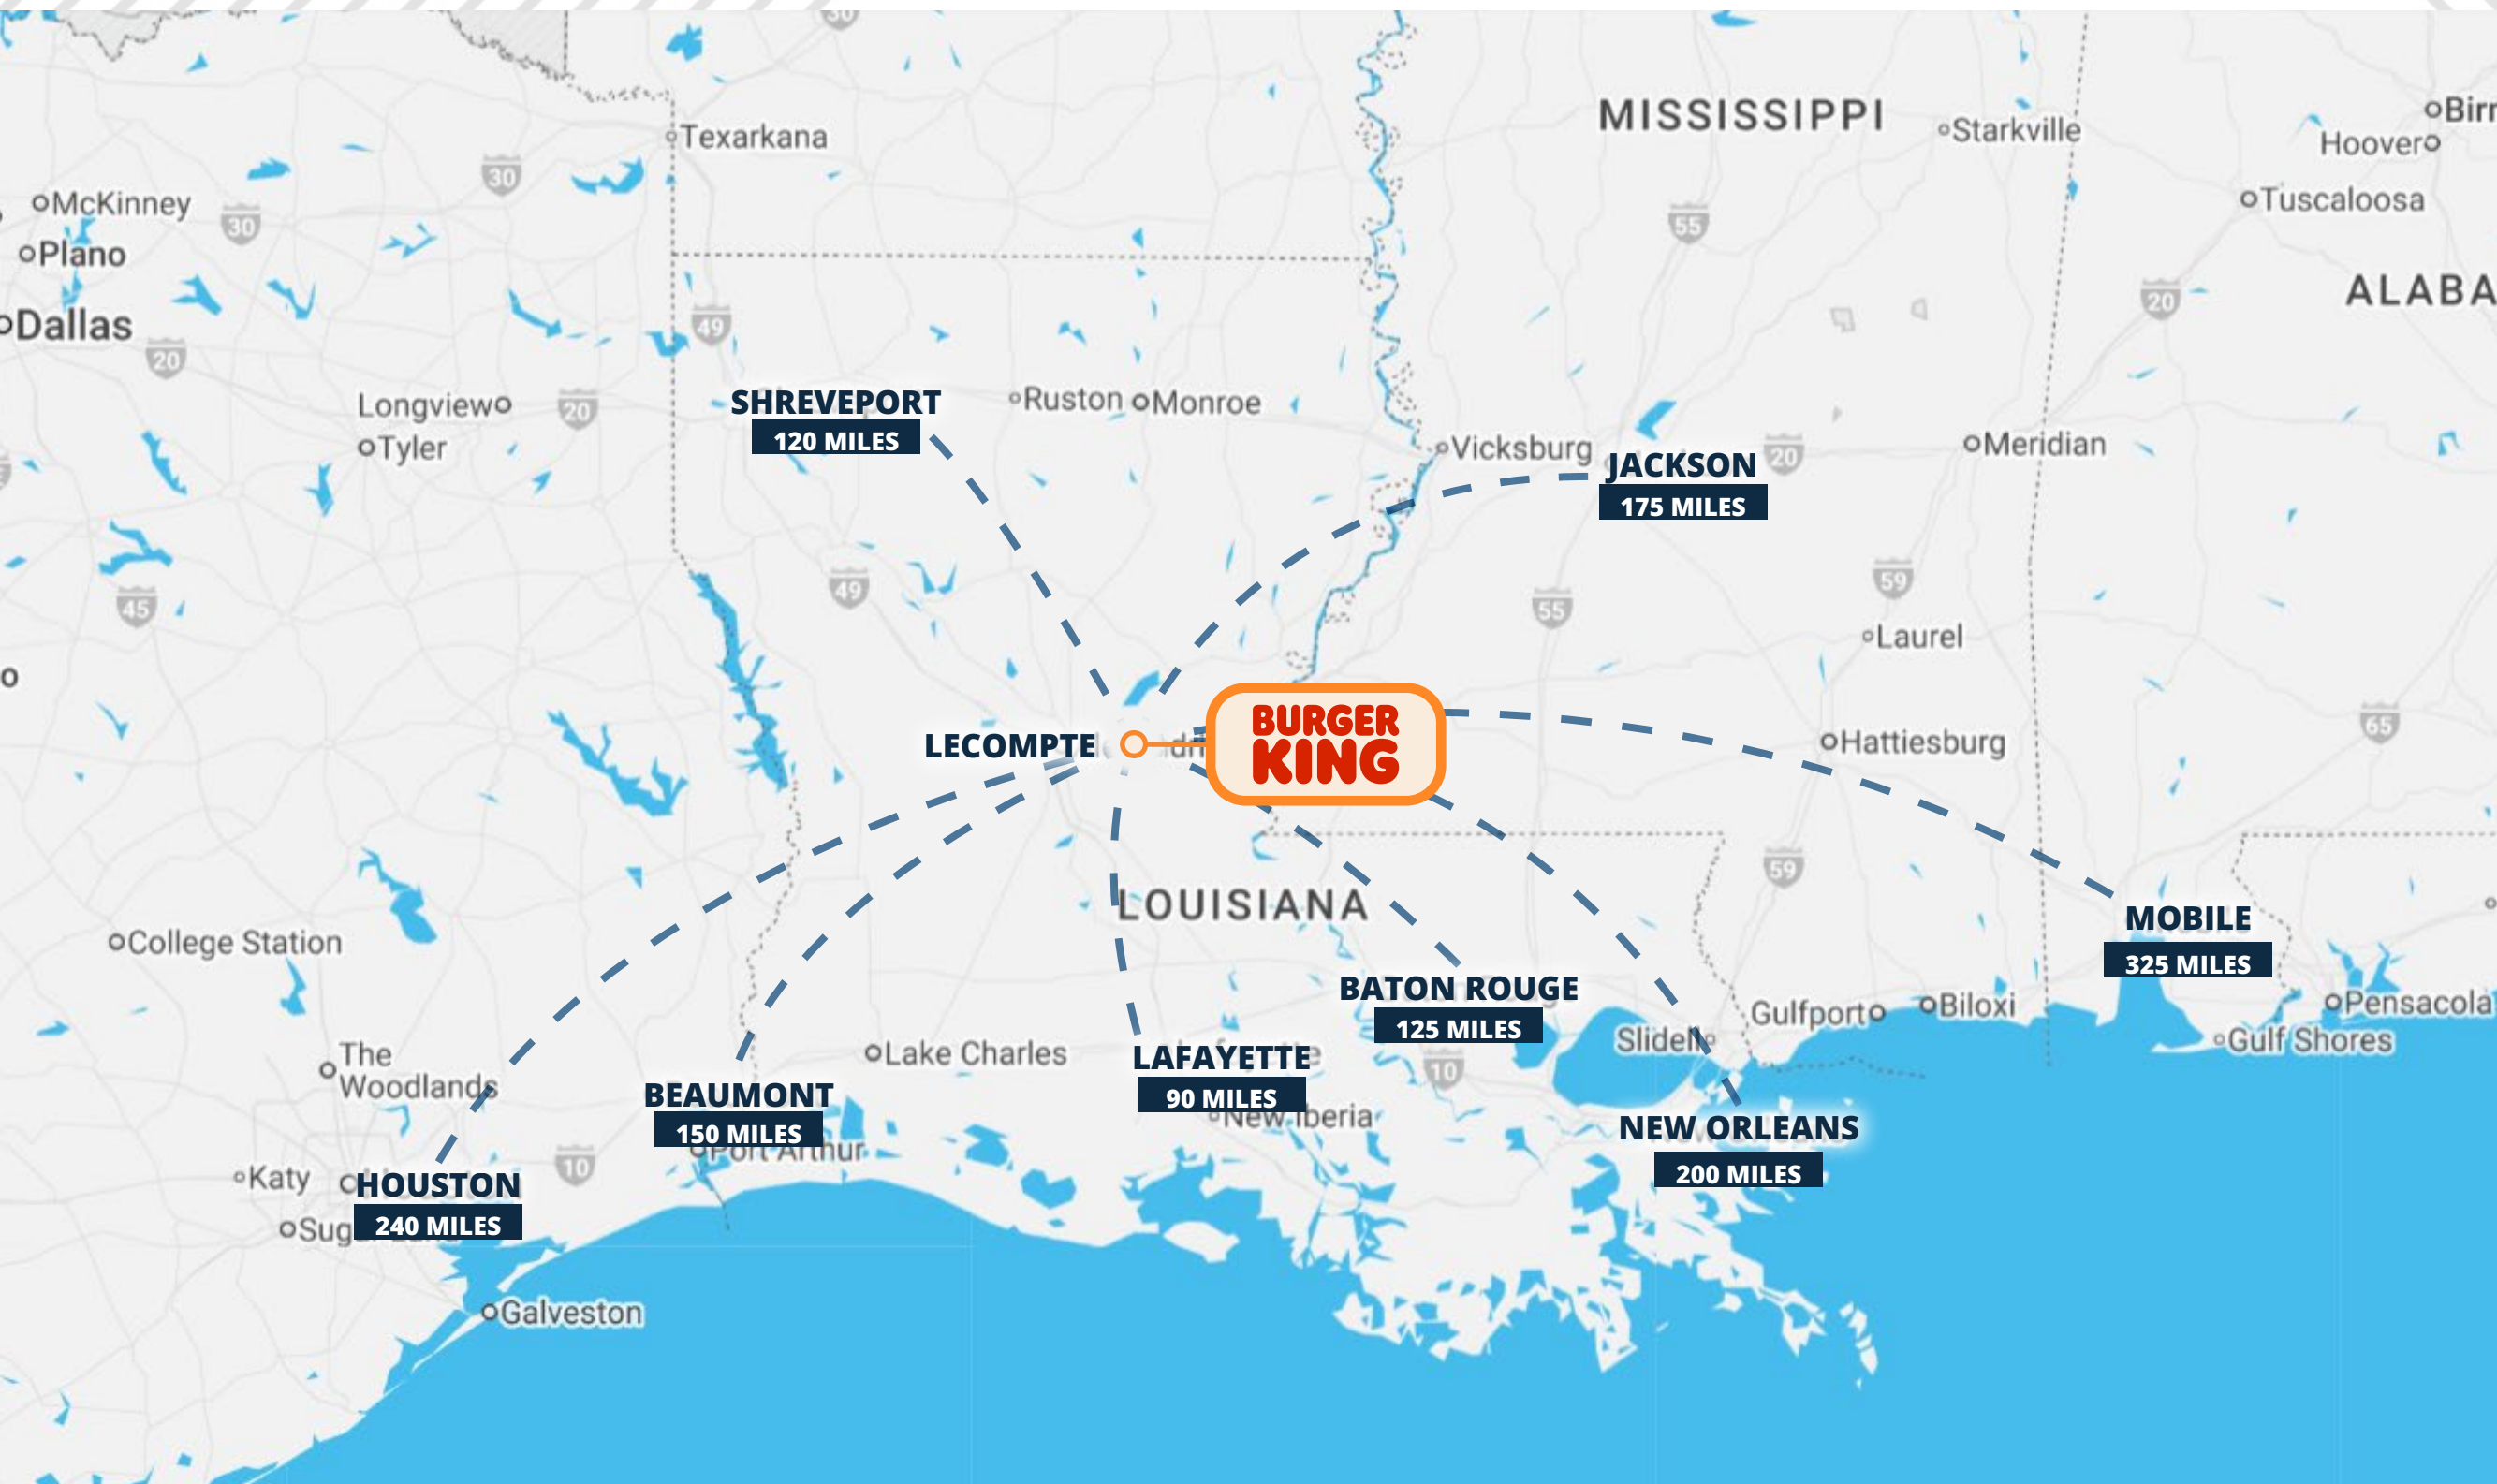 30
Texarkana
MISSISSIPPI
Starkville
Hoover
McKinney
30
30
Plano
55
Tuscaloosa
Dallas
49
20
20
SHREVEPORT
120 MILES
Ruston
Monroe
Longview
20
Tyler
Vicksburg
JACKSON
175 MILES
20
Meridian
49
45
55
59
Laurel
LECOMPTE
BURGER
KING
Hattiesburg
65
59
LOUISIANA
MOBILE
325 MILES
College Station
BATON ROUGE
125 MILES
Gulfport
Biloxi
Pensacola
Slidell
Gulf Shores
The
Woodlands
Lake Charles
LAFAYETTE
90 MILES
10
BEAUMONT
150 MILES
Port Arthur
New Iberia
NEW ORLEANS
200 MILES
Katy
HOUSTON
240 MILES
10
Galveston